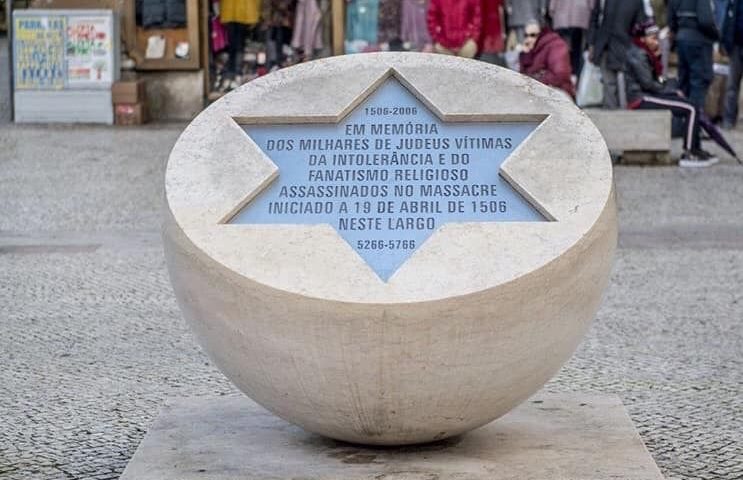 1506-2006
EM MEMÓRIA
DOS MILHARES DE JUDEUS VÍTIMAS
DA INTOLERÂNCIA E DO
FANATISMO RELIGIOSO
ASSASSINADOS NO MASSACRE
INICIADO A 19 DE ABRIL DE 1506
NESTE LARGO
5266-5766